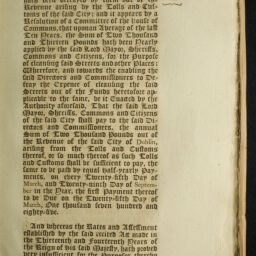 Revenue arising by the Tolls and Cus-
toms of the said City; and it appears by a
Resolution of a Committee of the House of
Commons, that upon an Average of the last
Ten Years, the Sum of Two Thousand
and Thirteen Pounds hath been Yearly
applied by the said Lord Mayor, Sheriffs,
Commons and Citizens, for the Purpose
of cleansing said Streets and other Places:
Wherefore, and towards the enabling the
said Directors and Commissioners to De-
fray the Expence of cleansing the said
Streets out of the Funds heretofore ap-
plicable to the same, be it Enacted by the
Authority aforesaid, That the said Lord
Mayor, Sheriffs, Commons and Citizens
of the said City shall pay to the said Di-
rectors and Commissioners, the annual
Sum of Two Thousand Pounds out of
the Revenue of the said City of Dublin,
arising from the Tolls and Customs
thereof, or so much thereof as such Tolls
and Customs shall be sufficient to pay, the
same to be paid by equal half-yearly Pay-
ments, on every Twenty-fifth Day of
March, and Twenty-ninth Day of Septem-
ber in the Year, the first Payment thereof
to be Due on the Twenty-fifth Day of
March, One thousand seven hundred and
eighty-five.
And whereas the Rates and Assessment
established by the said recited Act made in
the Thirteenth and Fourteenth Years of
the Reign of his said Majesty, hath proved
very insufficient for the Purposes thereby